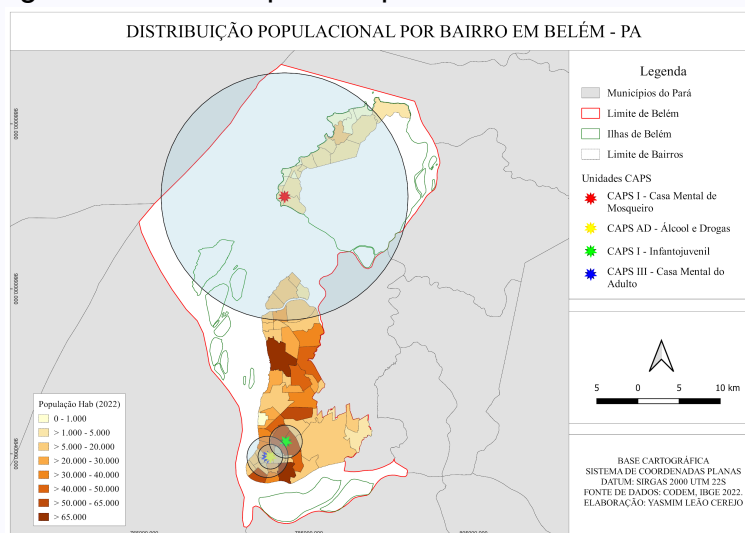 DISTRIBUIÇÃO POPULACIONAL POR BAIRRO EM BELÉM - PA
Legenda
Municípios do Pará
Limite de Belém
Ilhas de Belém
Limite de Bairros
Unidades CAPS
CAPS I - Casa Mental de
Mosqueiro
CAPS AD - Álcool e Drogas
CAPS I - Infantojuvenil
CAPS III - Casa Mental do
Adulto
5 0 5 10 km
População Hab (2022)
0 - 1.000
> 1.000 - 5.000
> 5.000 - 20.000
> 20.000 - 30.000
> 30.000 - 40.000
> 40.000 - 50.000
> 50.000 - 65.000
> 65.000
BASE CARTOGRÁFICA
SISTEMA DE COORDENADAS PLANAS
DATUM: SIRGAS 2000 UTM 22S
FONTE DE DADOS: CODEM, IBGE 2022.
ELABORAÇÃO: YASMIM LEÃO CEREJO